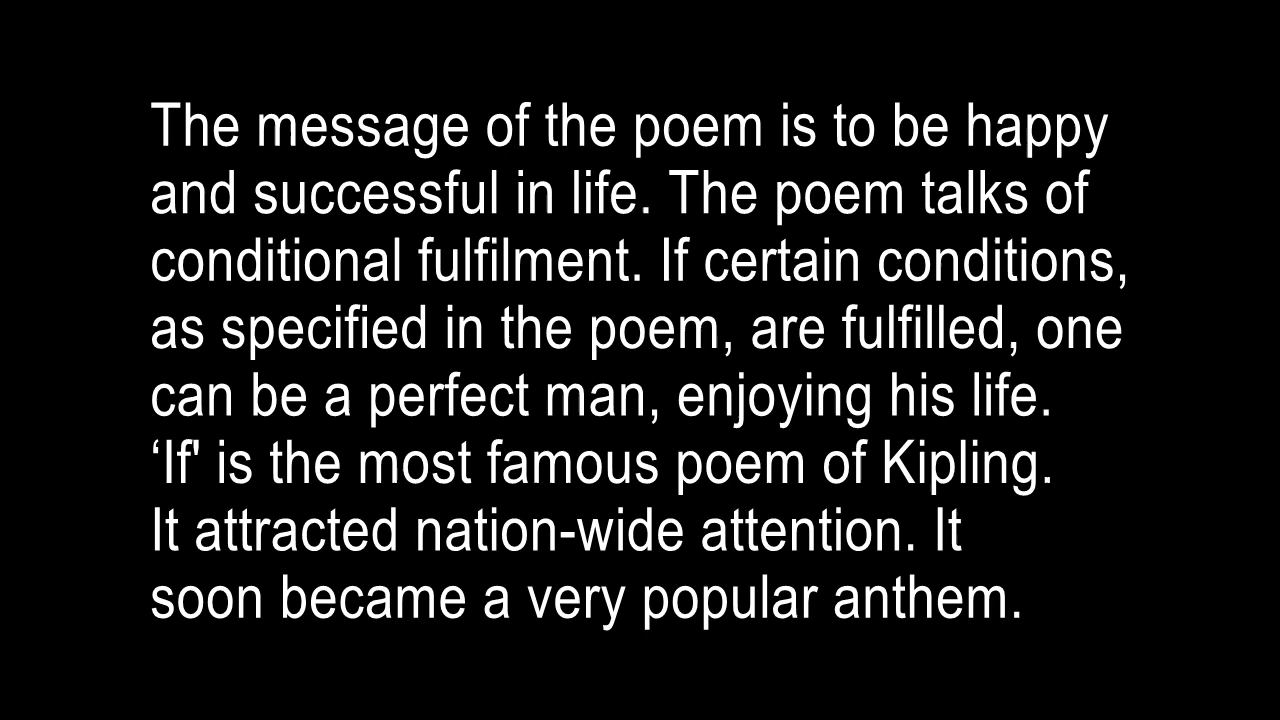 The message of the poem is to be happy
and successful in life. The poem talks of
conditional fulfilment. If certain conditions,
as specified in the poem, are fulfilled, one
can be a perfect man, enjoying his life.
‘If' is the most famous poem of Kipling.
It attracted nation-wide attention. It
soon became a very popular anthem.